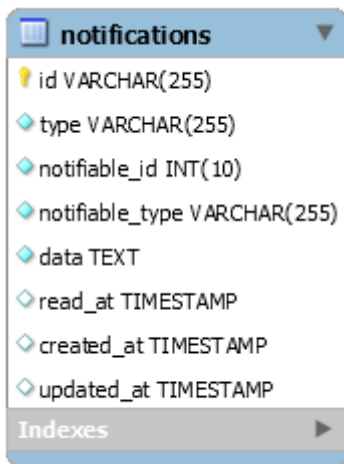 notifications
id VARCHAR(255)
type VARCHAR(255)
notifiable_id INT(10)
notifiable_type VARCHAR(255)
data TEXT
read_at TIMESTAMP
created_at TIMESTAMP
updated_at TIMESTAMP
Indexes